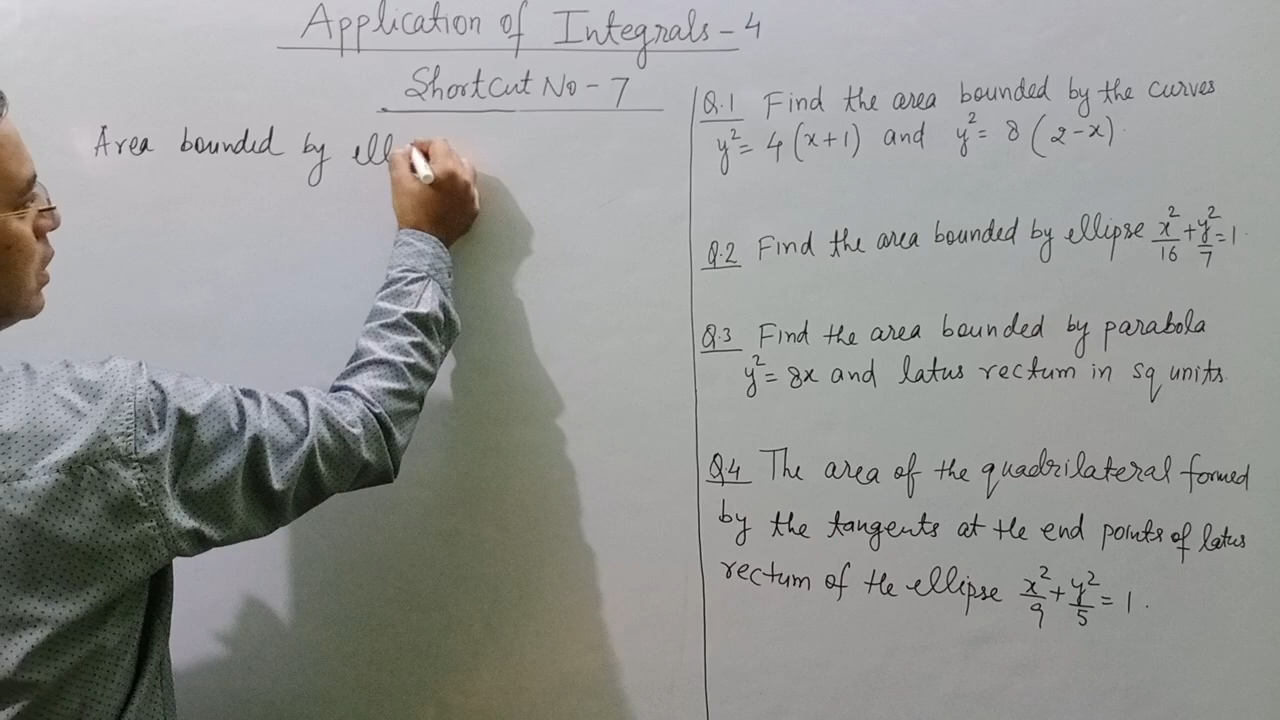 Application of Integrals - 4
Shortcut No - 7
Area bounded by ell
Q.1 Find the area bounded by the curves
y² = 4 (x+1) and y² = 8 (2-x).
Q.2 Find the area bounded by ellipse x²/16 + y²/7 = 1.
Q.3 Find the area bounded by parabola
y² = 8x and latus rectum in sq units.
Q.4 The area of the quadrilateral formed
by the tangents at the end points of latus
rectum of the ellipse x²/9 + y²/5 = 1.